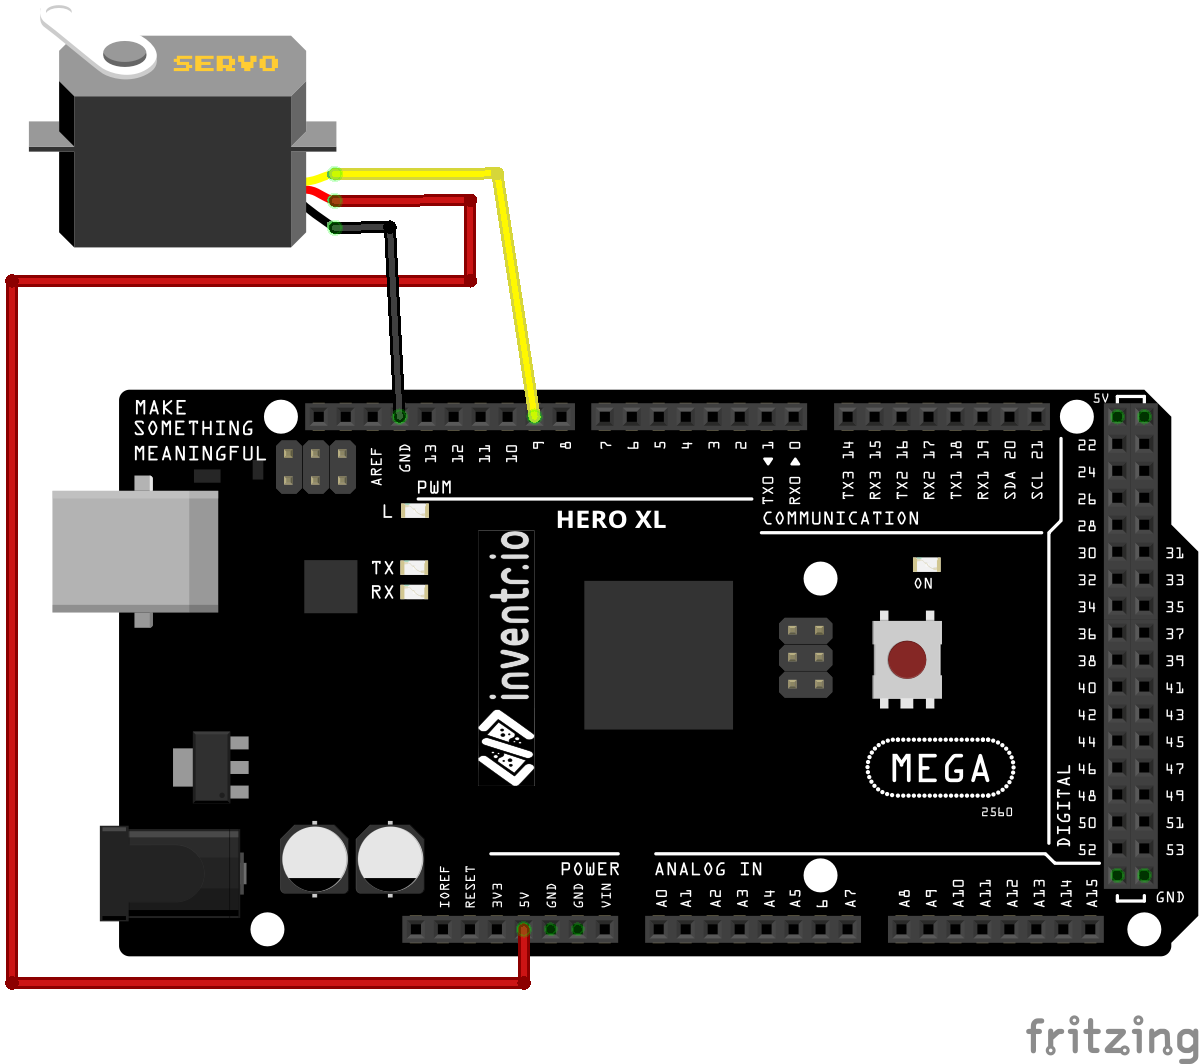 SERVO
MAKE
SOMETHING
MEANINGFUL
AREF
GND
13
12
11
10
9
8
7
6
5
4
3
2
TX0 ▶ 1
RX0 ◀ 0
TX3 14
RX3 15
TX2 16
RX2 17
TX1 18
RX1 19
SDA 20
SCL 21
5V
PWM
L
HERO XL
COMMUNICATION
TX
RX
inventr.io
ON
22
24
26
28
30 31
32 33
34 35
36 37
38 39
40 41
42 43
44 45
46 47
48 49
50 51
52 53
DIGITAL
MEGA
2560
POWER
ANALOG IN
IOREF
RESET
3V3
5V
GND
GND
VIN
A0
A1
A2
A3
A4
A5
6
A7
A8
A9
A10
A11
A12
A13
A14
A15
GND
fritzing